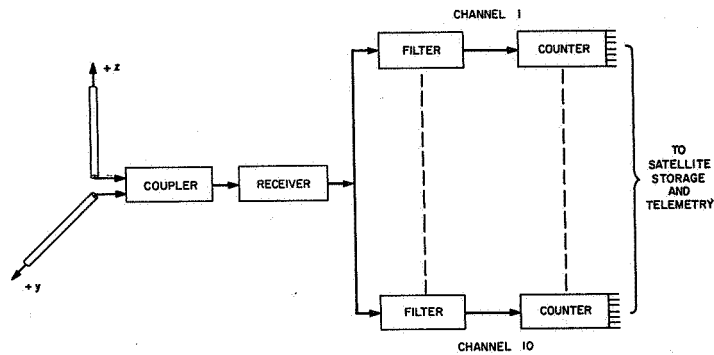 CHANNEL 1
FILTER
COUNTER
+z
COUPLER
RECEIVER
TO
SATELLITE
STORAGE
AND
TELEMETRY
+y
FILTER
COUNTER
CHANNEL 10